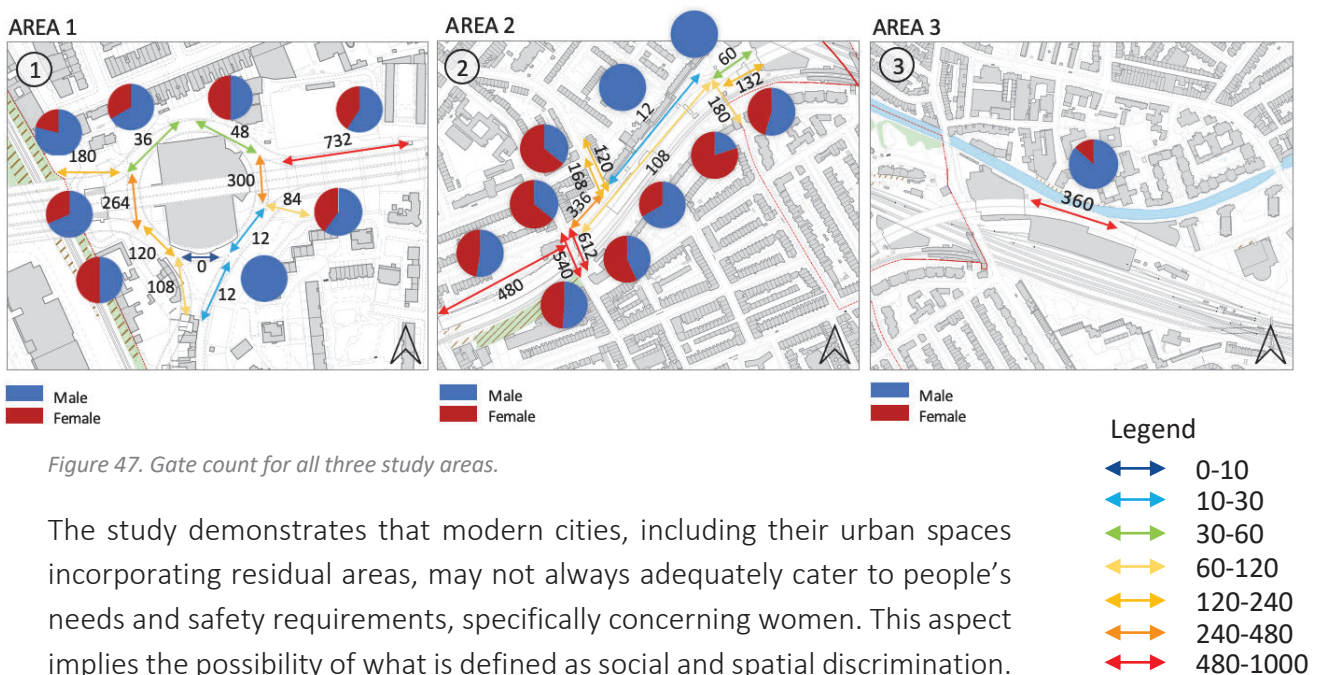 AREA 1
AREA 2
AREA 3
1
36
48
180
732
264
300
84
120
12
0
108
12
2
60
132
12
180
120
108
168
336
612
540
480
3
360
Male
Female
Male
Female
Male
Female
Figure 47. Gate count for all three study areas.
Legend
0-10
10-30
30-60
60-120
120-240
240-480
480-1000
The study demonstrates that modern cities, including their urban spaces
incorporating residual areas, may not always adequately cater to people’s
needs and safety requirements, specifically concerning women. This aspect
implies the possibility of what is defined as social and spatial discrimination.